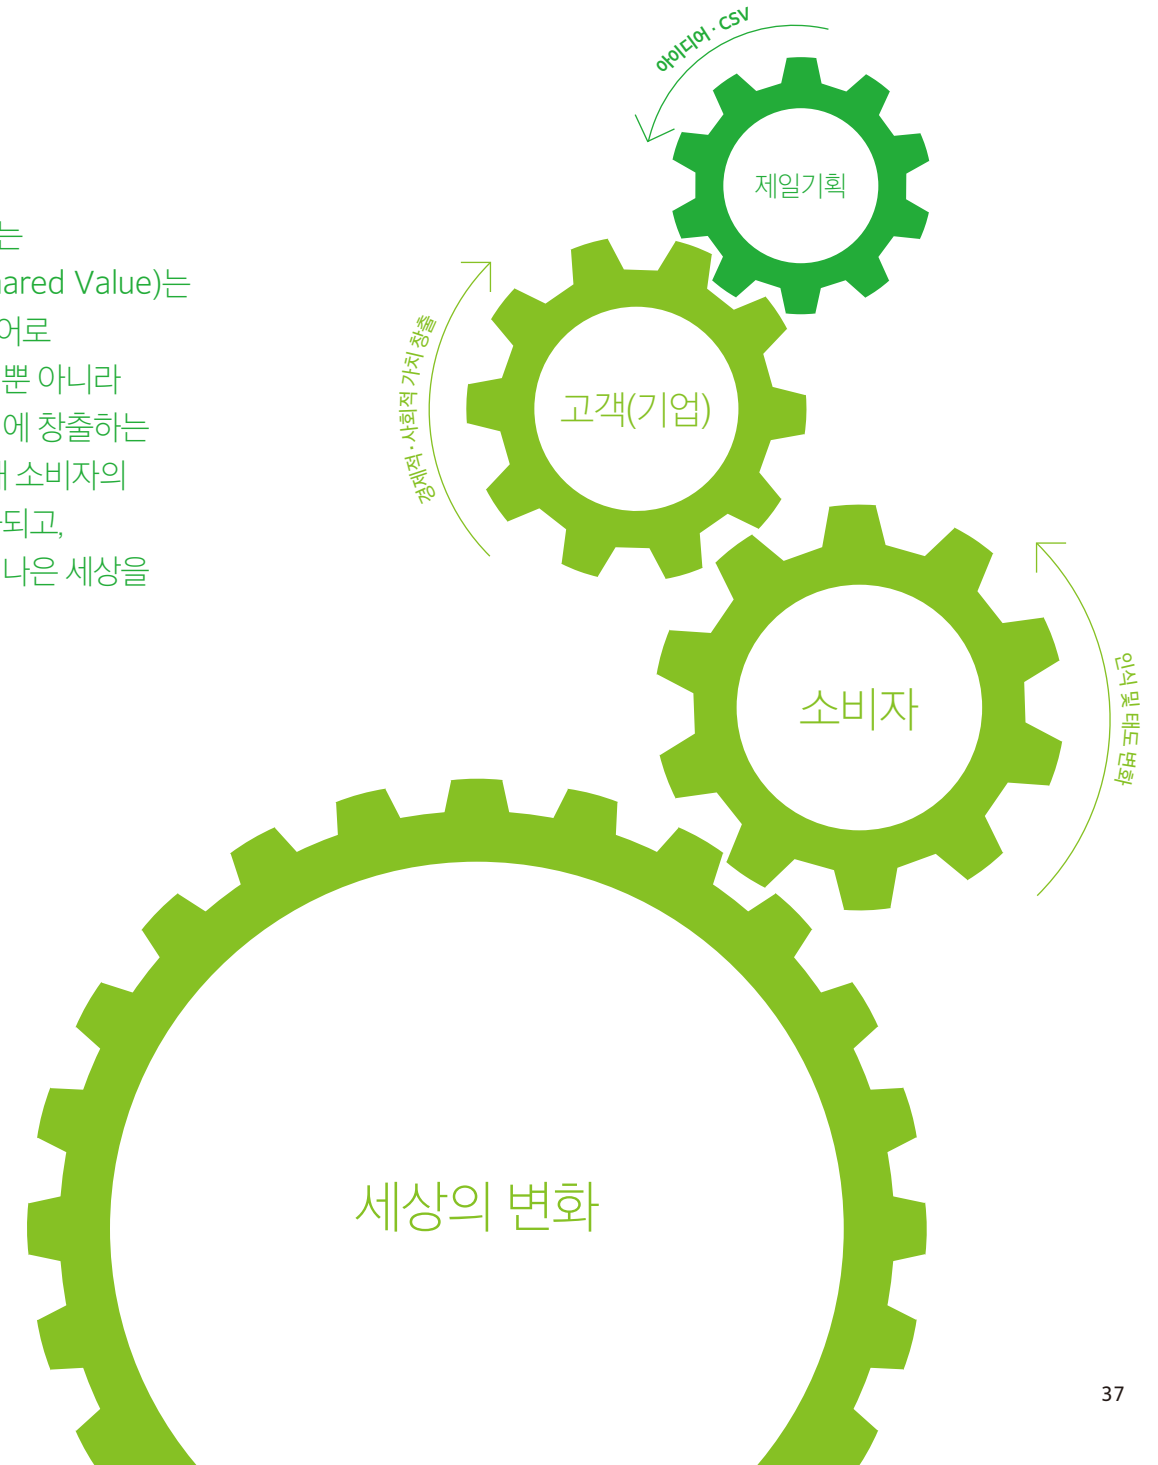 아이디어 · CSV
제일기획
는
ared Value)는
어로
뿐 아니라
에 창출하는
소비자의
되고,
나은 세상을
경제적 · 사회적 가치 창출
고객(기업)
소비자
인식 및 태도 변화
세상의 변화
37